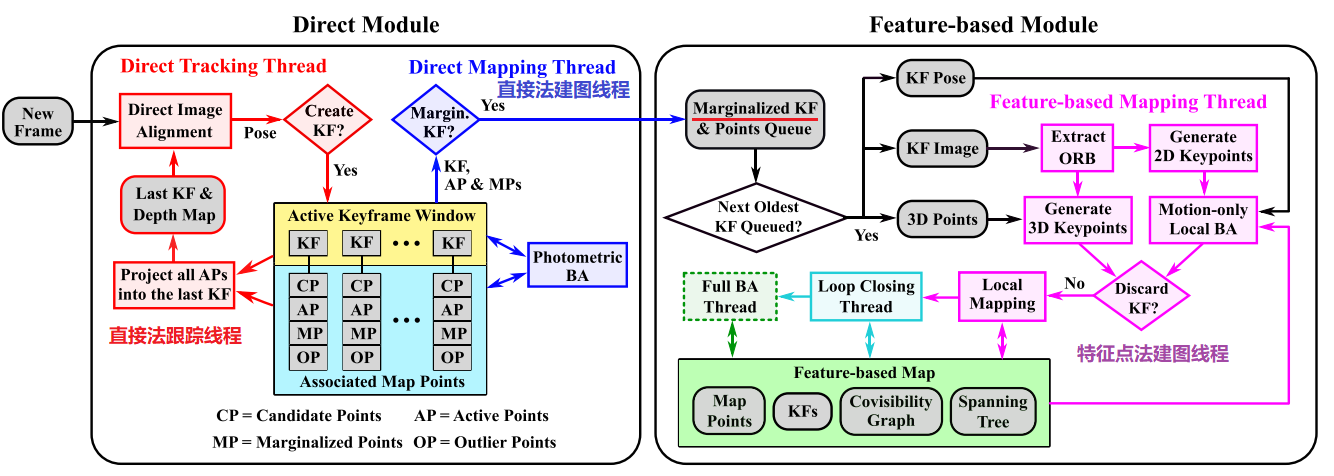 Direct Module
Direct Tracking Thread
Direct Mapping Thread
直接法建图线程
New
Frame
Direct Image
Alignment
Pose
Create
KF?
Yes
Margin.
KF?
Yes
KF,
AP & MPs
Last KF &
Depth Map
Project all APs
into the last KF
直接法跟踪线程
Active Keyframe Window
KF KF ••• KF
CP CP CP
AP AP AP
MP MP ••• MP
OP OP OP
Associated Map Points
Photometric
BA
CP = Candidate Points AP = Active Points
MP = Marginalized Points OP = Outlier Points
Feature-based Module
Marginalized KF
& Points Queue
Next Oldest
KF Queued?
Yes
KF Pose
KF Image
3D Points
Feature-based Mapping Thread
Extract
ORB
Generate
2D Keypoints
Generate
3D Keypoints
Motion-only
Local BA
Discard
KF?
No
Local
Mapping
Loop Closing
Thread
Full BA
Thread
特征点法建图线程
Feature-based Map
Map
Points
KFs
Covisibility
Graph
Spanning
Tree